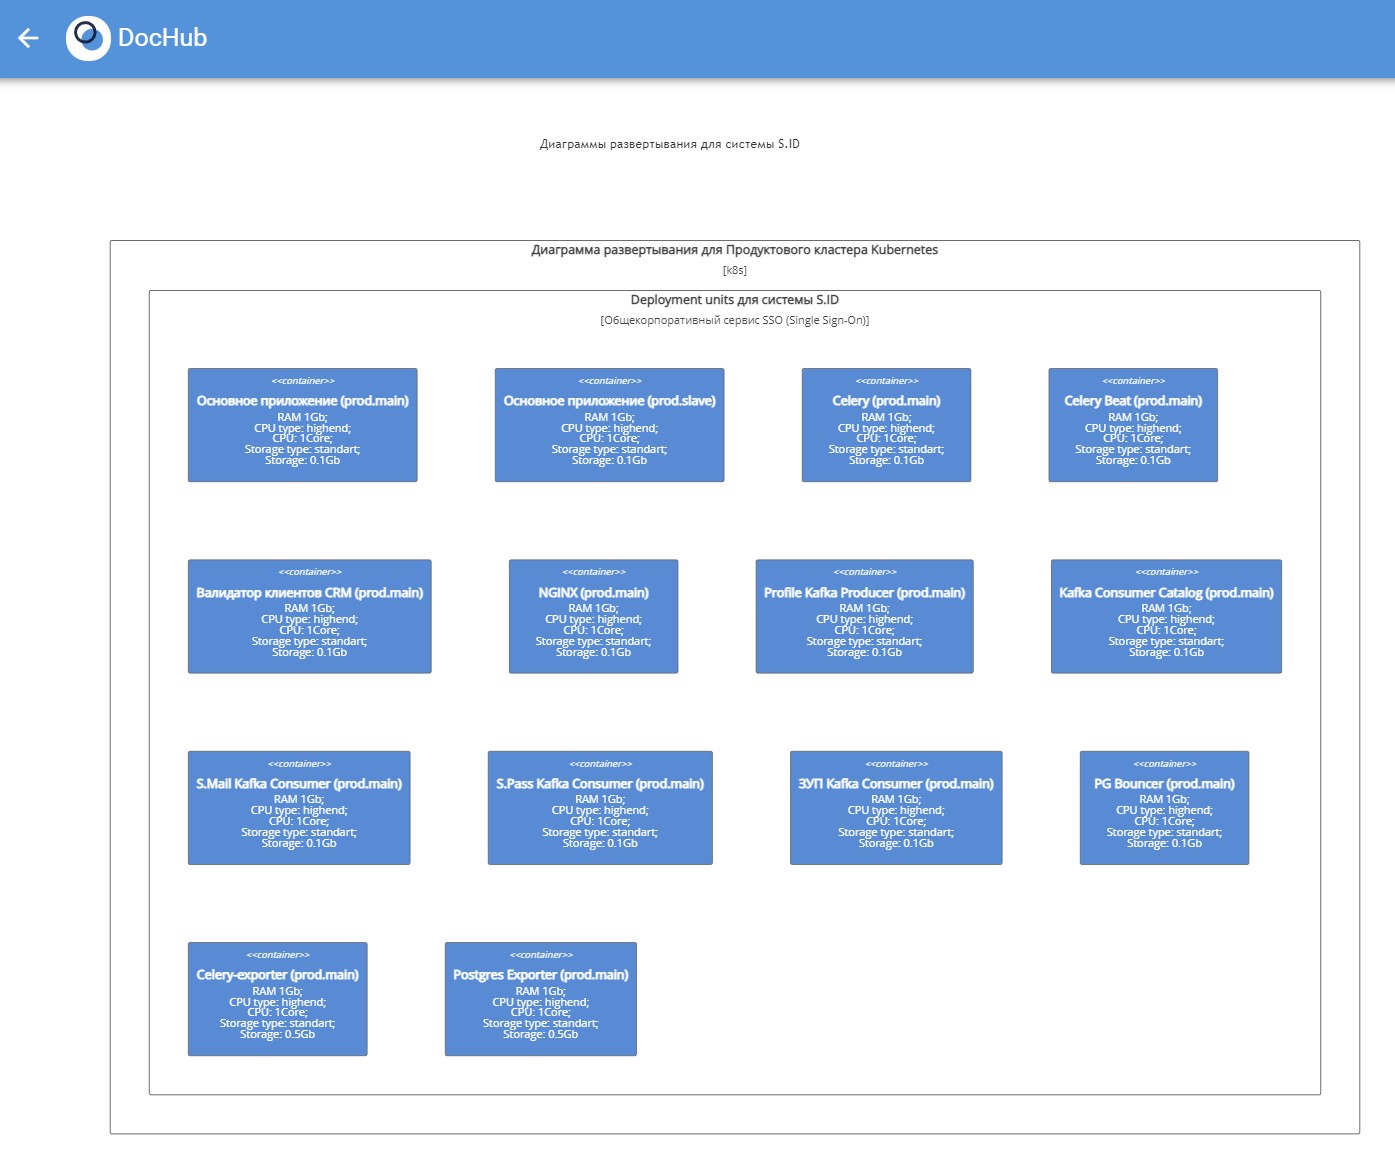 DocHub
Диаграммы развертывания для системы S.ID
Диаграмма развертывания для Продуктового кластера Kubernetes
[k8s]
Deployment units для системы S.ID
[Общекорпоративный сервис SSO (Single Sign-On)]
<<container>>
Основное приложение (prod.main)
RAM 1Gb;
CPU type: highend;
CPU: 1Core;
Storage type: standart;
Storage: 0.1Gb
<<container>>
Основное приложение (prod.slave)
RAM 1Gb;
CPU type: highend;
CPU: 1Core;
Storage type: standart;
Storage: 0.1Gb
<<container>>
Celery (prod.main)
RAM 1Gb;
CPU type: highend;
CPU: 1Core;
Storage type: standart;
Storage: 0.1Gb
<<container>>
Celery Beat (prod.main)
RAM 1Gb;
CPU type: highend;
CPU: 1Core;
Storage type: standart;
Storage: 0.1Gb
<<container>>
Валидатор клиентов CRM (prod.main)
RAM 1Gb;
CPU type: highend;
CPU: 1Core;
Storage type: standart;
Storage: 0.1Gb
<<container>>
NGINX (prod.main)
RAM 1Gb;
CPU type: highend;
CPU: 1Core;
Storage type: standart;
Storage: 0.1Gb
<<container>>
Profile Kafka Producer (prod.main)
RAM 1Gb;
CPU type: highend;
CPU: 1Core;
Storage type: standart;
Storage: 0.1Gb
<<container>>
Kafka Consumer Catalog (prod.main)
RAM 1Gb;
CPU type: highend;
CPU: 1Core;
Storage type: standart;
Storage: 0.1Gb
<<container>>
S.Mail Kafka Consumer (prod.main)
RAM 1Gb;
CPU type: highend;
CPU: 1Core;
Storage type: standart;
Storage: 0.1Gb
<<container>>
S.Pass Kafka Consumer (prod.main)
RAM 1Gb;
CPU type: highend;
CPU: 1Core;
Storage type: standart;
Storage: 0.1Gb
<<container>>
ЗУП Kafka Consumer (prod.main)
RAM 1Gb;
CPU type: highend;
CPU: 1Core;
Storage type: standart;
Storage: 0.1Gb
<<container>>
PG Bouncer (prod.main)
RAM 1Gb;
CPU type: highend;
CPU: 1Core;
Storage type: standart;
Storage: 0.1Gb
<<container>>
Celery-exporter (prod.main)
RAM 1Gb;
CPU type: highend;
CPU: 1Core;
Storage type: standart;
Storage: 0.5Gb
<<container>>
Postgres Exporter (prod.main)
RAM 1Gb;
CPU type: highend;
CPU: 1Core;
Storage type: standart;
Storage: 0.5Gb